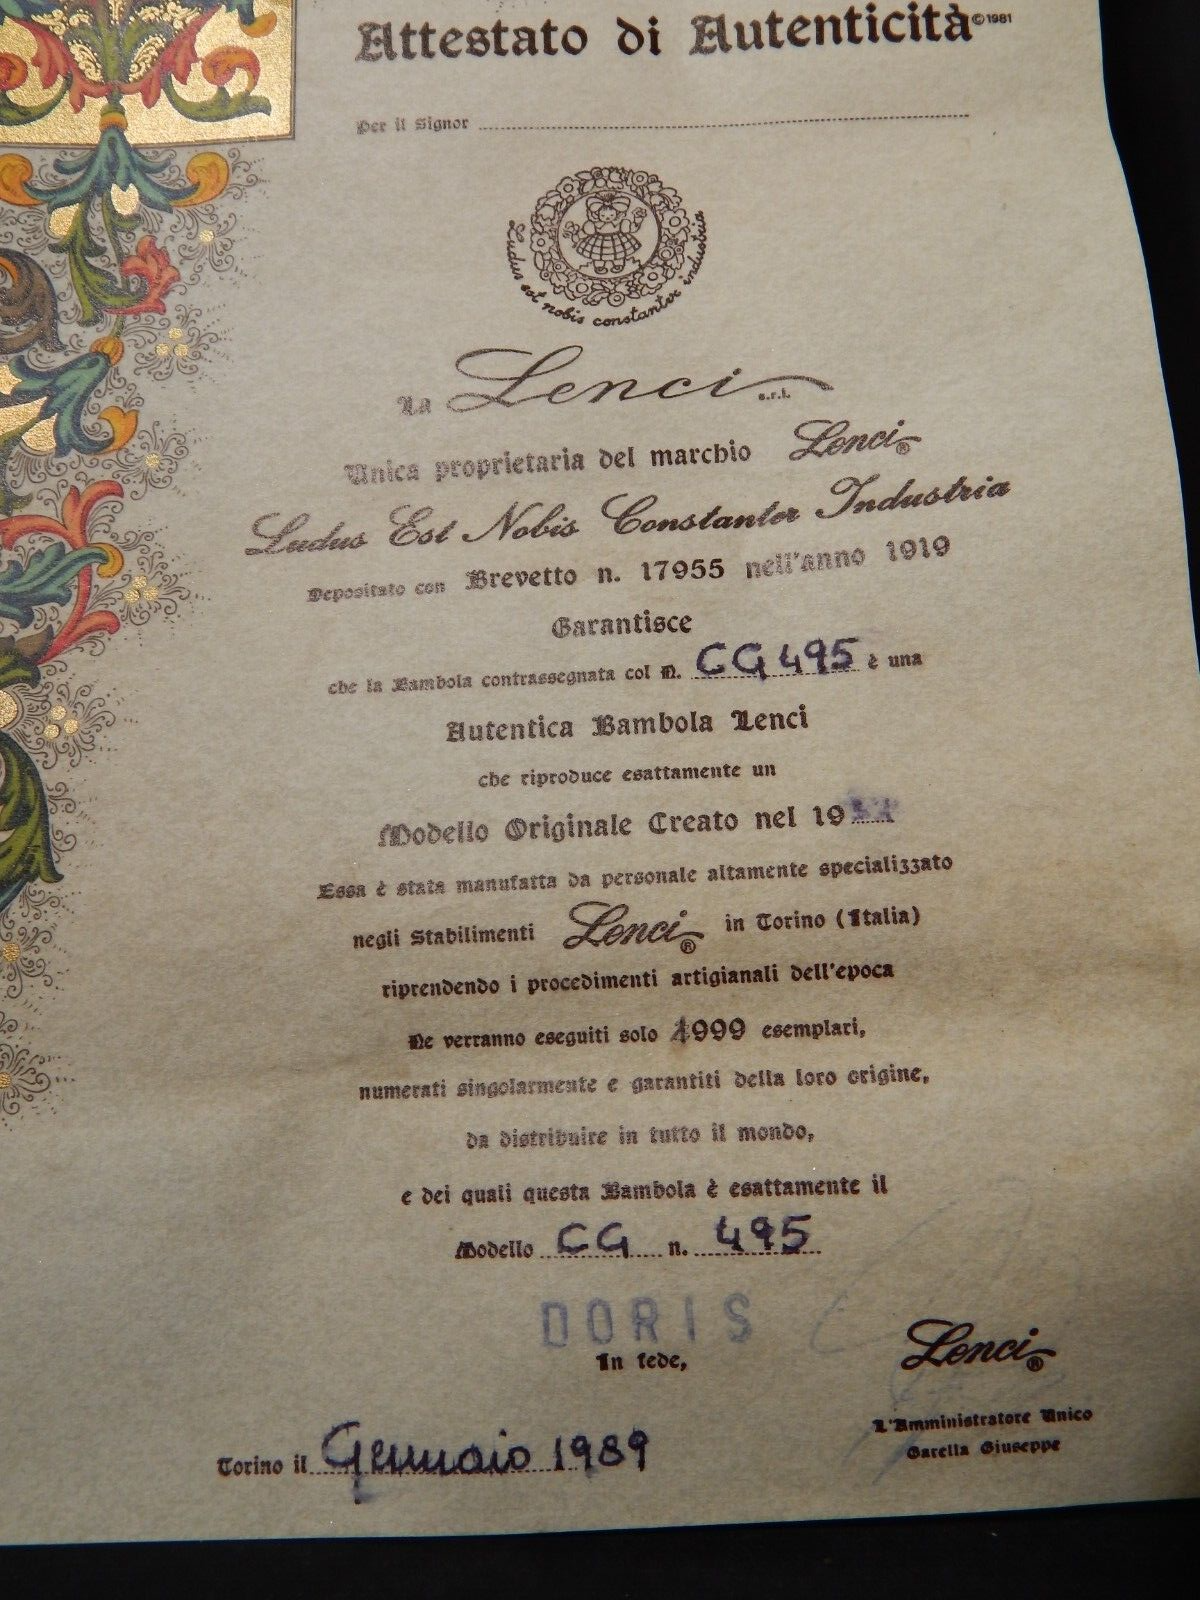 Attestato di Autenticità ©1981
Per il Signor
Ludus est nobis constanter industria
La Lenci s.r.l.
Unica proprietaria del marchio Lenci®
Ludus Est Nobis Constanter Industria
Depositato con Brevetto n. 17955 nell'anno 1919
Garantisce
che la Bambola contrassegnata col N. CG 495 è una
Autentica Bambola Lenci
che riproduce esattamente un
Modello Originale Creato nel 19
Essa è stata manufatta da personale altamente specializzato
negli Stabilimenti Lenci® in Torino (Italia)
riprendendo i procedimenti artigianali dell'epoca
Ne verranno eseguiti solo 1999 esemplari,
numerati singolarmente e garantiti della loro origine,
da distribuire in tutto il mondo,
e dei quali questa Bambola è esattamente il
Modello CG n. 495
DORIS
In fede,
Lenci®
L'Amministratore Unico
Garella Giuseppe
Torino il Gennaio 1989